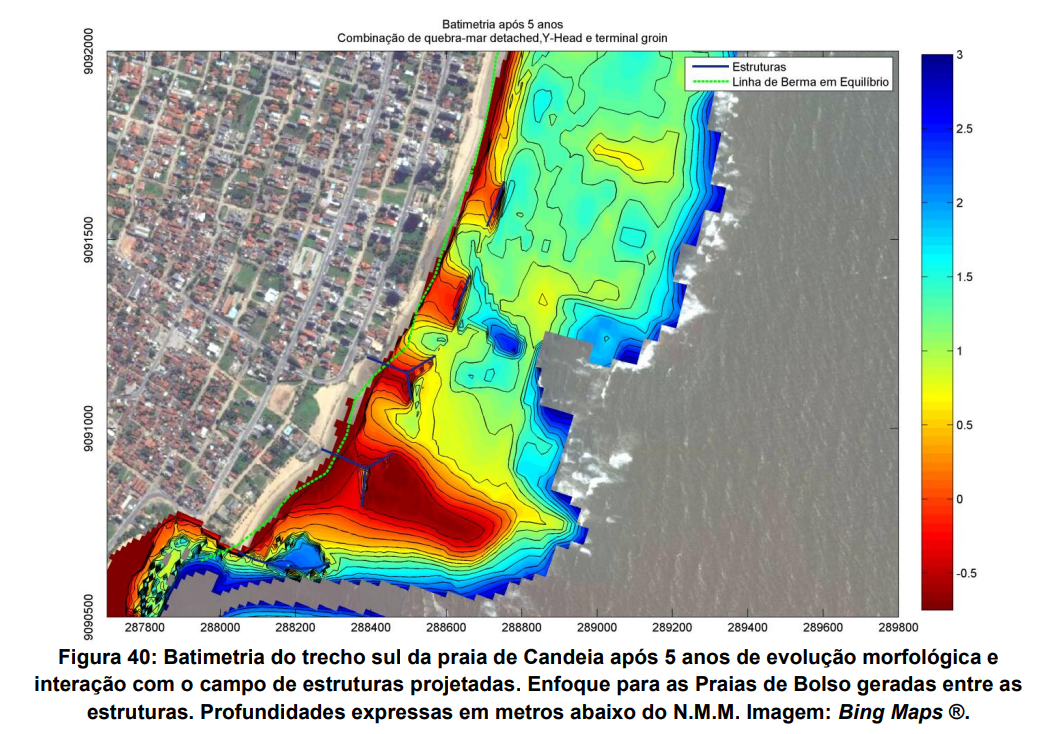 Batimetria após 5 anos
Combinação de quebra-mar detached,Y-Head e terminal groin
Estruturas
Linha de Berma em Equilíbrio
9092000
9091500
9091000
9090500
287800 288000 288200 288400 288600 288800 289000 289200 289400 289600 289800
3
2.5
2
1.5
1
0.5
0
-0.5
Figura 40: Batimetria do trecho sul da praia de Candeia após 5 anos de evolução morfológica e
interação com o campo de estruturas projetadas. Enfoque para as Praias de Bolso geradas entre as
estruturas. Profundidades expressas em metros abaixo do N.M.M. Imagem: Bing Maps ®.